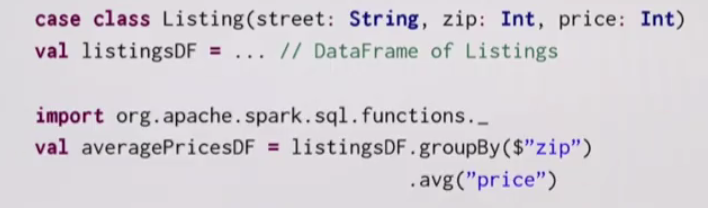 case class Listing(street: String, zip: Int, price: Int)
val listingsDF = ... // DataFrame of Listings
import org.apache.spark.sql.functions._
val averagePricesDF = listingsDF.groupBy($”zip”)
.avg(”price”)